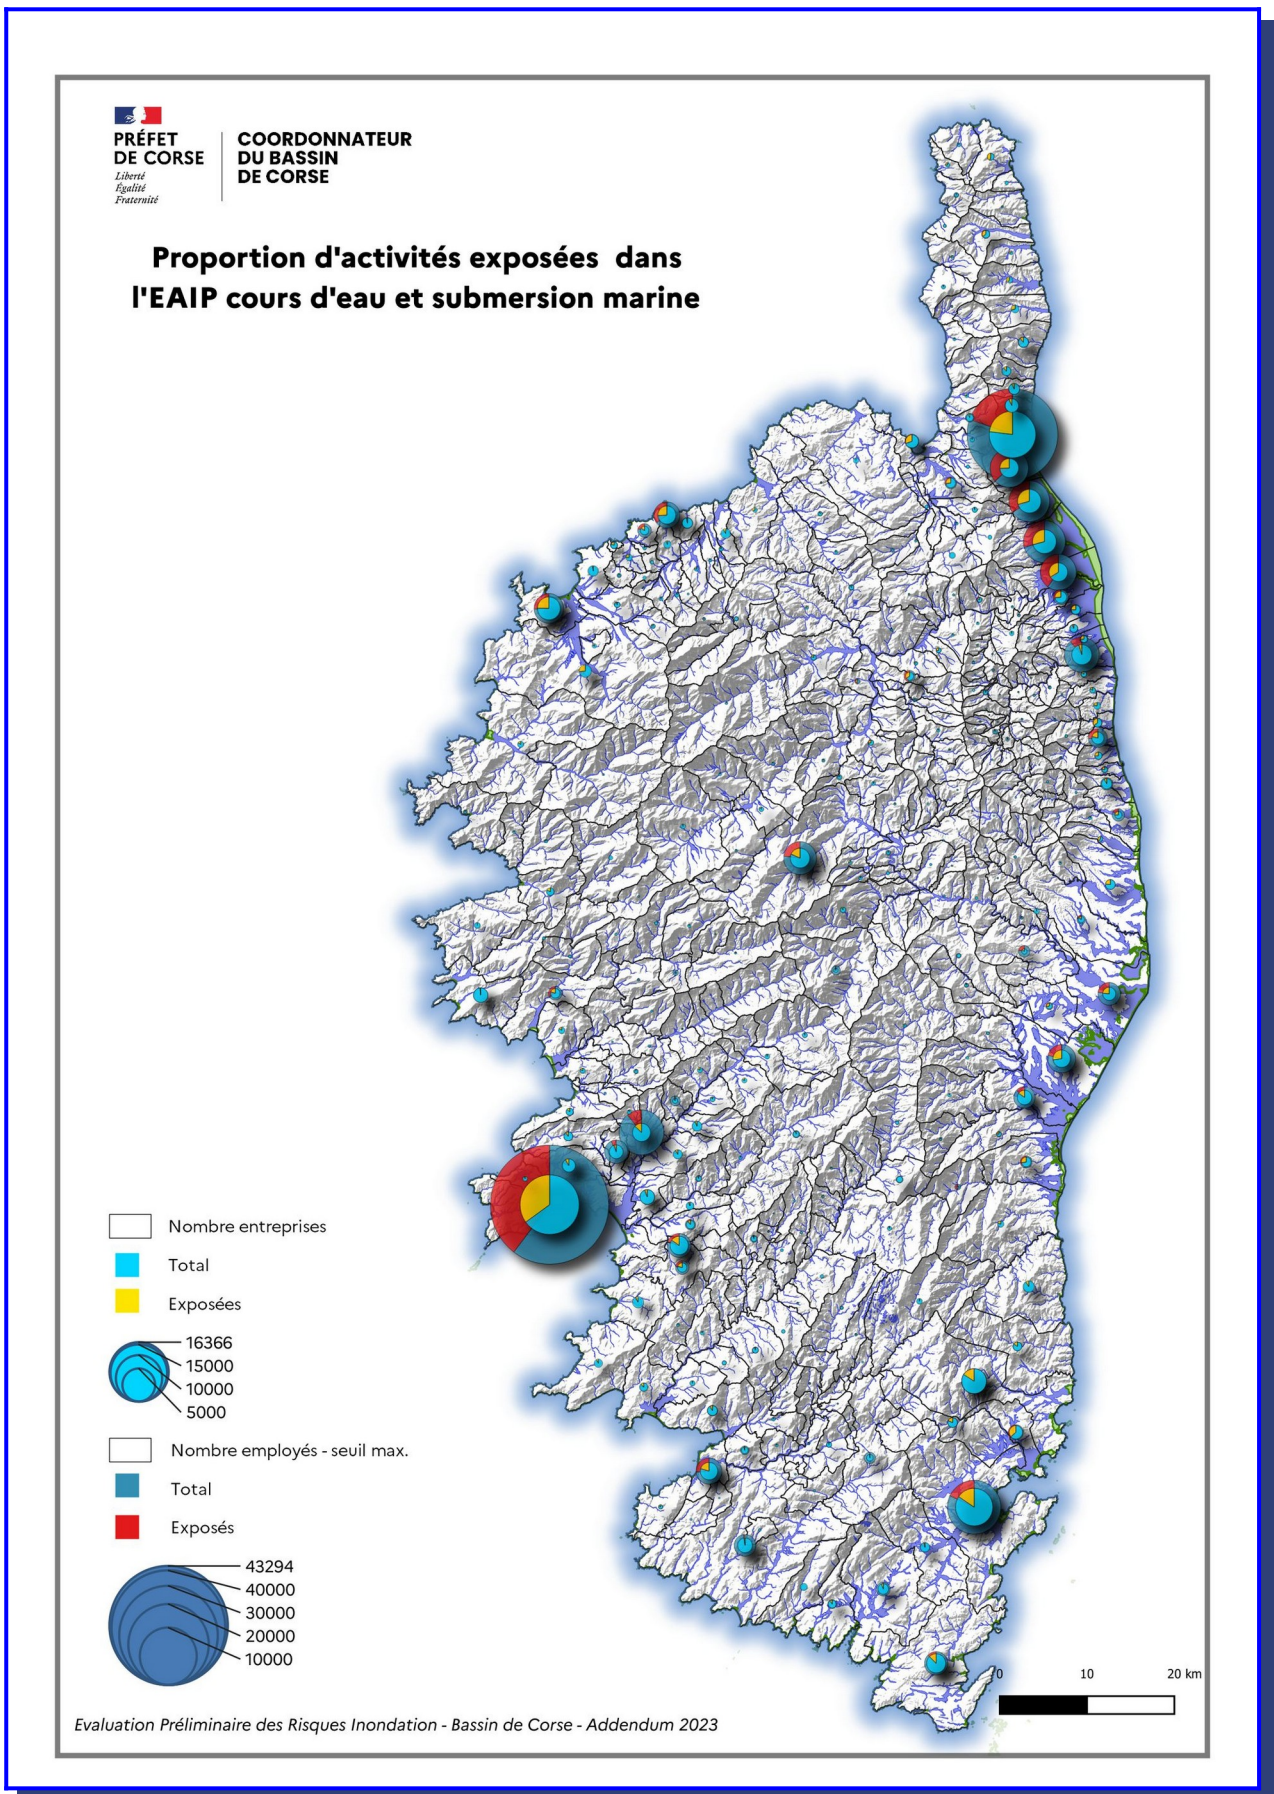 PRÉFET
DE CORSE
Liberté
Égalité
Fraternité
COORDONNATEUR
DU BASSIN
DE CORSE
Proportion d'activités exposées dans
l'EAIP cours d'eau et submersion marine
Nombre entreprises
Total
Exposées
16366
15000
10000
5000
Nombre employés - seuil max.
Total
Exposés
43294
40000
30000
20000
10000
0 10 20 km
Evaluation Préliminaire des Risques Inondation - Bassin de Corse - Addendum 2023